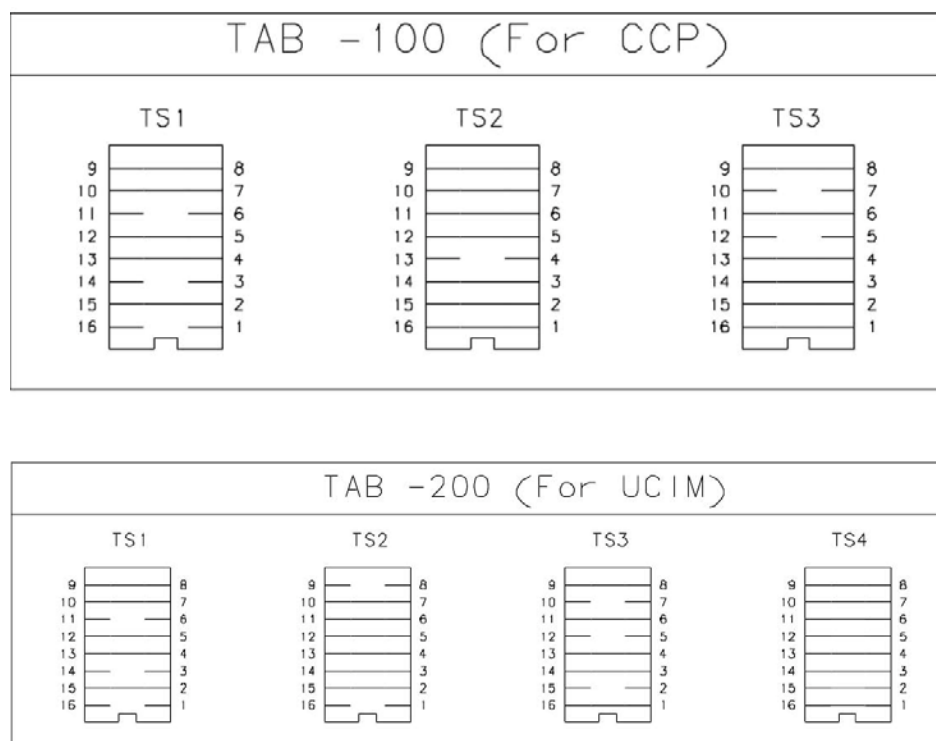 TAB -100 (For CCP)
TS1 TS2 TS3
9 8 9 8 9 8
10 7 10 7 10 7
11 6 11 6 11 6
12 5 12 5 12 5
13 4 13 4 13 4
14 3 14 3 14 3
15 2 15 2 15 2
16 1 16 1 16 1
TAB -200 (For UCIM)
TS1 TS2 TS3 TS4
9 8 9 8 9 8 9 8
10 7 10 7 10 7 10 7
11 6 11 6 11 6 11 6
12 5 12 5 12 5 12 5
13 4 13 4 13 4 13 4
14 3 14 3 14 3 14 3
15 2 15 2 15 2 15 2
16 1 16 1 16 1 16 1